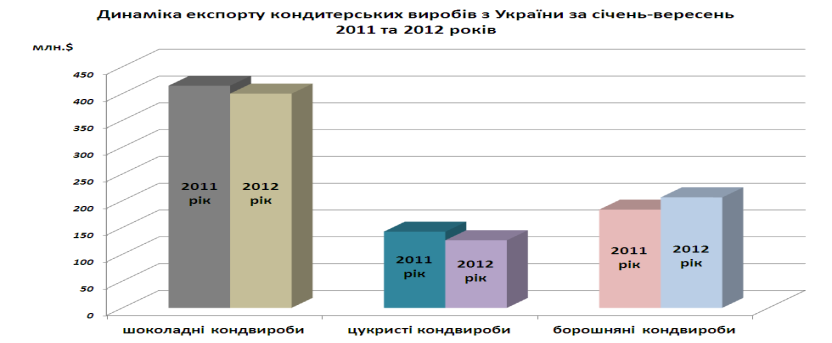 Динаміка експорту кондитерських виробів з України за січень-вересень
2011 та 2012 років
млн.$
450
400
350
300
250
200
150
100
50
0
2011
рік
2012
рік
2011
рік
2012
рік
2011
рік
2012
рік
шоколадні кондвироби
цукристі кондвироби
борошняні кондвироби